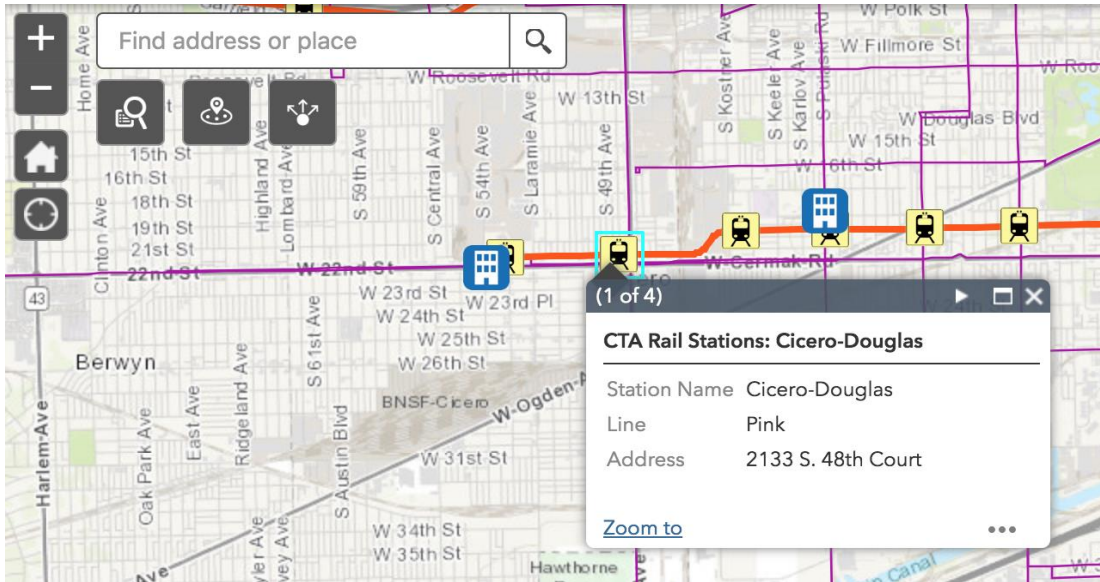 W Polk St
Find address or place
Home Ave
S Kostner Ave
S Keeler Ave
S Karlov Ave
S Pulaski Rd
W Fillmore St
W Roosevelt Rd
W Roo
W 13th St
W Douglas Blvd
15th St
W 15th St
16th St
18th St
19th St
21st St
22nd St
W 22nd St
W Cermak Rd
Highland Ave
Lombard Ave
S 59th Ave
S Central Ave
S 54th Ave
S Laramie Ave
S 49th Ave
Clinton Ave
43
W 23rd St
W 23rd Pl
W 24th St
W 25th St
W 26th St
S 61st Ave
Berwyn
BNSF-Cicero
W-Ogden-A
Harlem-Ave
Oak Park Ave
East Ave
Ridgeland Ave
S Austin Blvd
W 31st St
W 34th St
W 35th St
Hawthorne
Canal
(1 of 4)
CTA Rail Stations: Cicero-Douglas
Station Name Cicero-Douglas
Line Pink
Address 2133 S. 48th Court
Zoom to